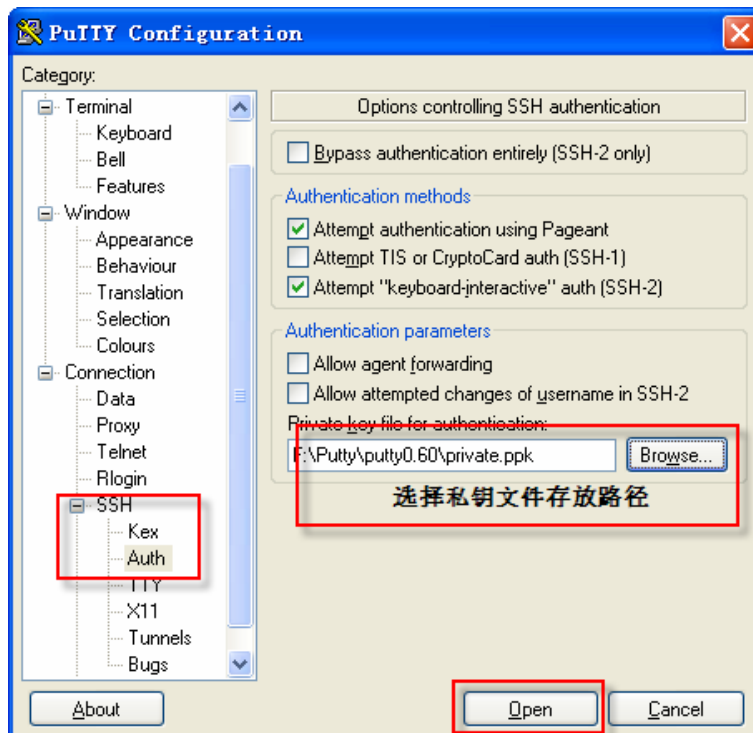 PuTTY Configuration
Category:
Terminal
Keyboard
Bell
Features
Window
Appearance
Behaviour
Translation
Selection
Colours
Connection
Data
Proxy
Telnet
Rlogin
SSH
Kex
Auth
TTY
X11
Tunnels
Bugs
Options controlling SSH authentication
Bypass authentication entirely (SSH-2 only)
Authentication methods
Attempt authentication using Pageant
Attempt TIS or CryptoCard auth (SSH-1)
Attempt "keyboard-interactive" auth (SSH-2)
Authentication parameters
Allow agent forwarding
Allow attempted changes of username in SSH-2
Private key file for authentication:
F:\Putty\putty0.60\private.ppk
Browse...
选择私钥文件存放路径
About
Open
Cancel